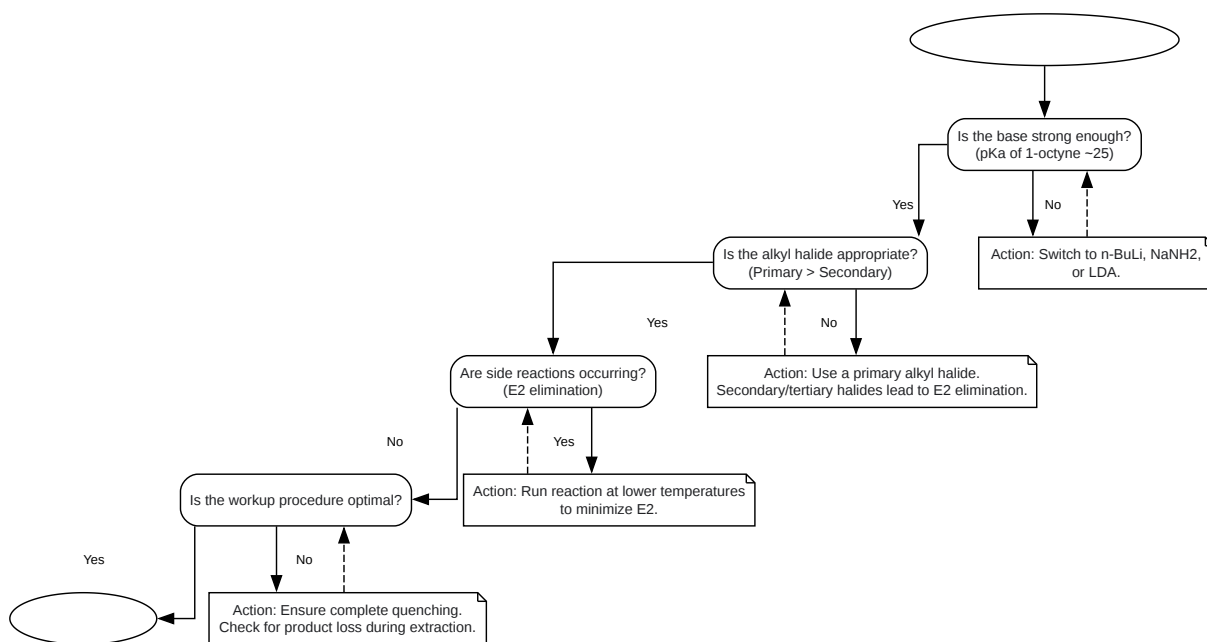 Is the base strong enough?
(pKa of 1-octyne ~25)
Yes
No
Action: Switch to n-BuLi, NaNH2,
or LDA.
Is the alkyl halide appropriate?
(Primary > Secondary)
Yes
No
Action: Use a primary alkyl halide.
Secondary/tertiary halides lead to E2 elimination.
Are side reactions occurring?
(E2 elimination)
No
Yes
Action: Run reaction at lower temperatures
to minimize E2.
Is the workup procedure optimal?
Yes
No
Action: Ensure complete quenching.
Check for product loss during extraction.